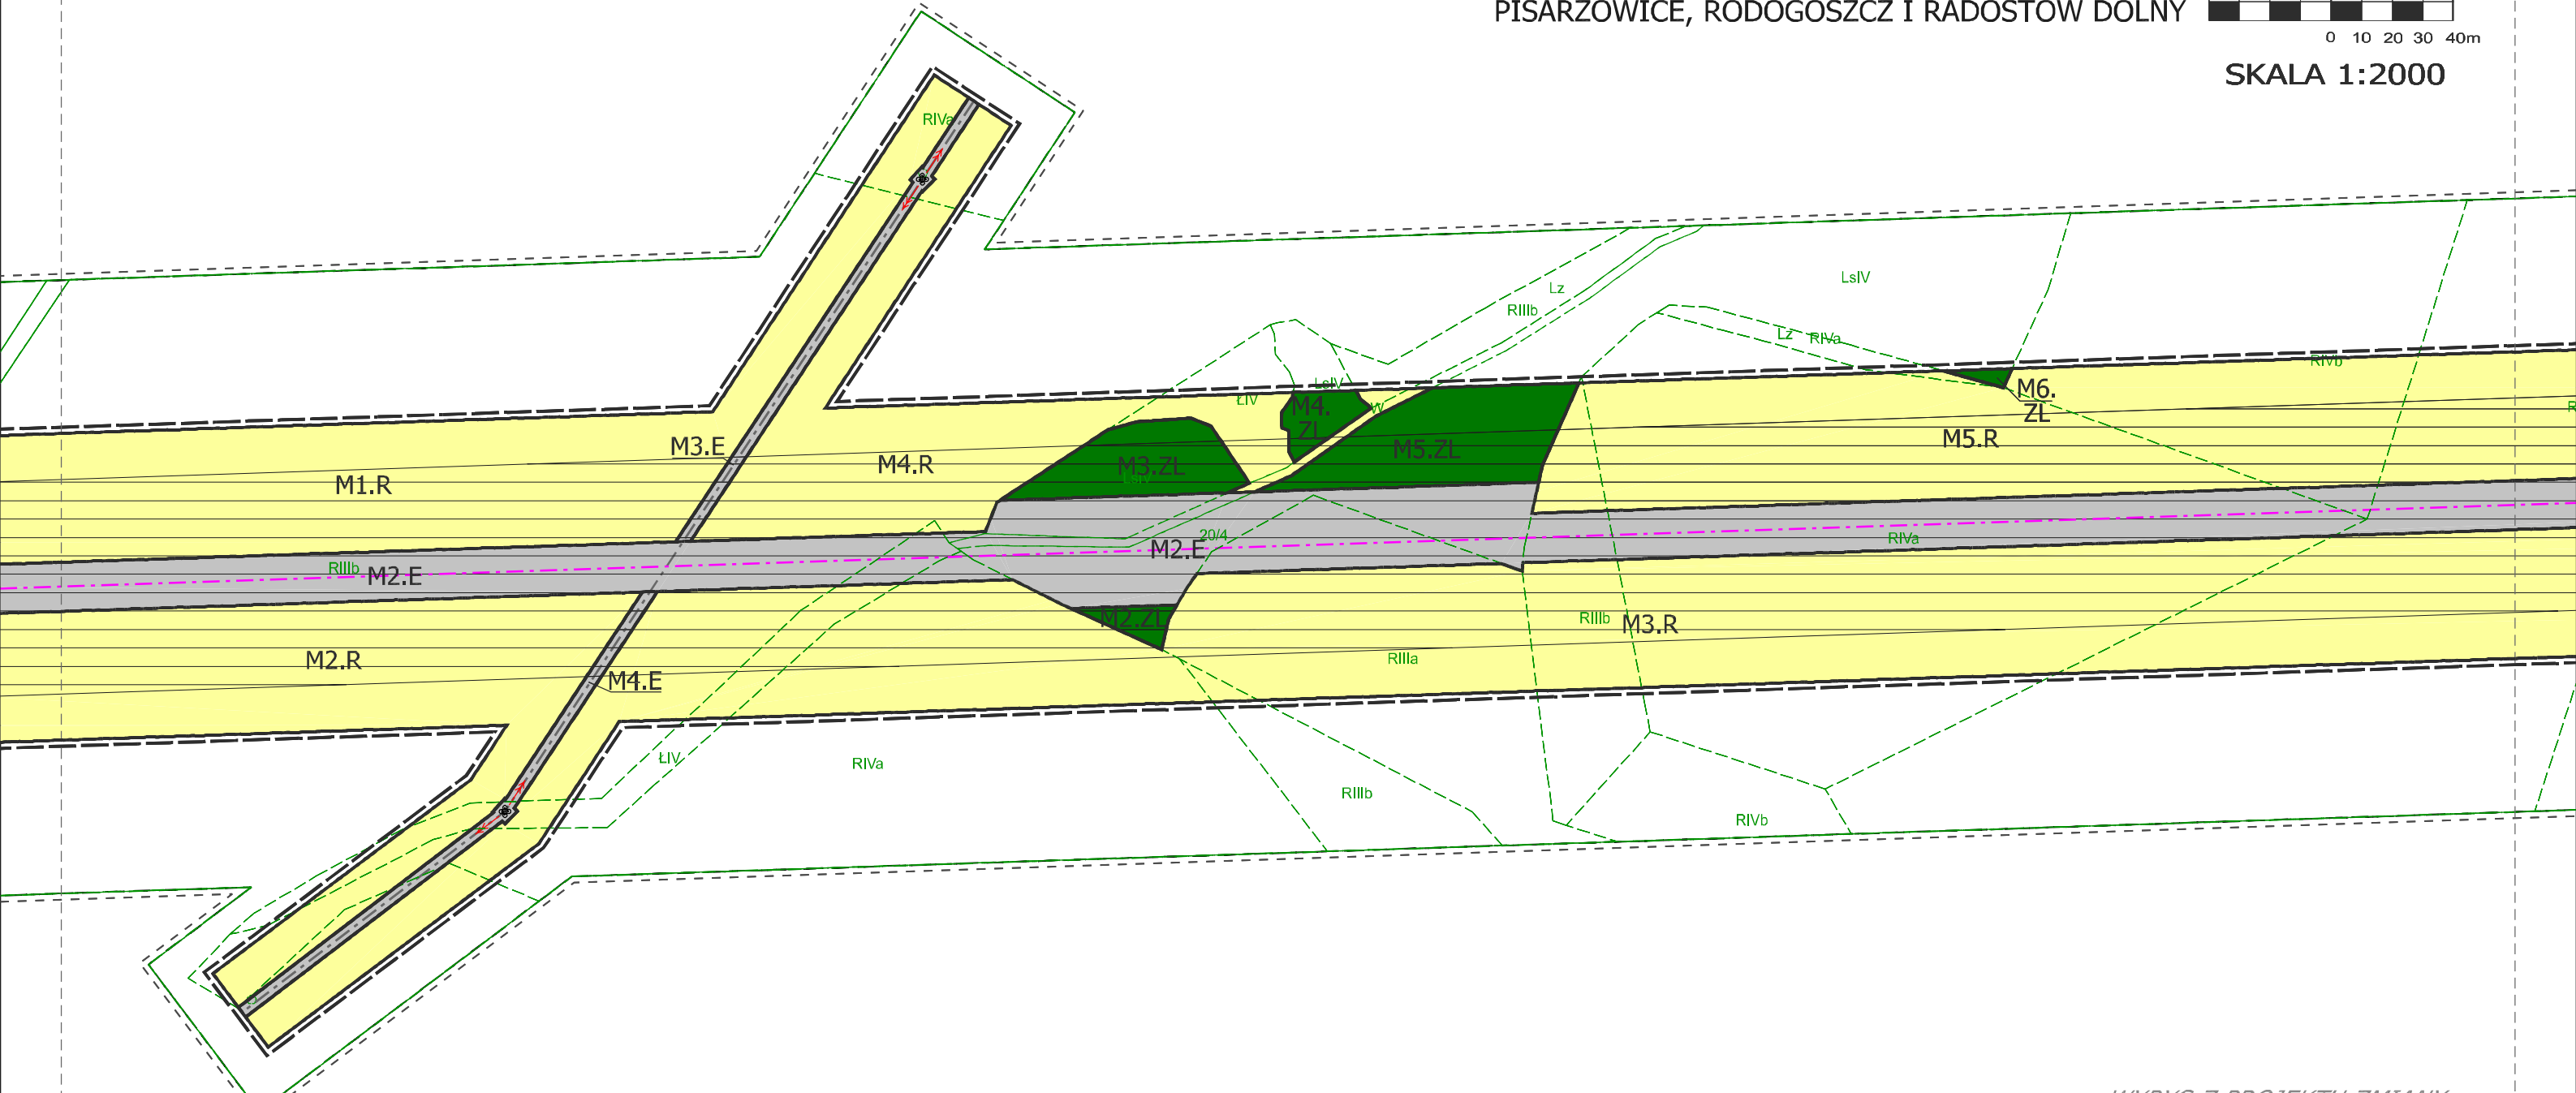 PISARZOWICE, RODOGOSZCZ I RADOSTÓW DOLNY
0 10 20 30 40m
SKALA 1:2000
RIVa
LsIV
Lz
RIIIb
Lz
RIVa
RIVb
LsIV
ŁIV
W
M4.
ZL
M6.
ZL
M3.E
M4.R
M3.ZL
M5.ZL
M5.R
M1.R
20/4
M2.E
RIVa
RIIIb
M2.E
M2.ZL
RIIIb
M3.R
M2.R
RIIIa
M4.E
ŁIV
RIVa
RIIIb
RIVb